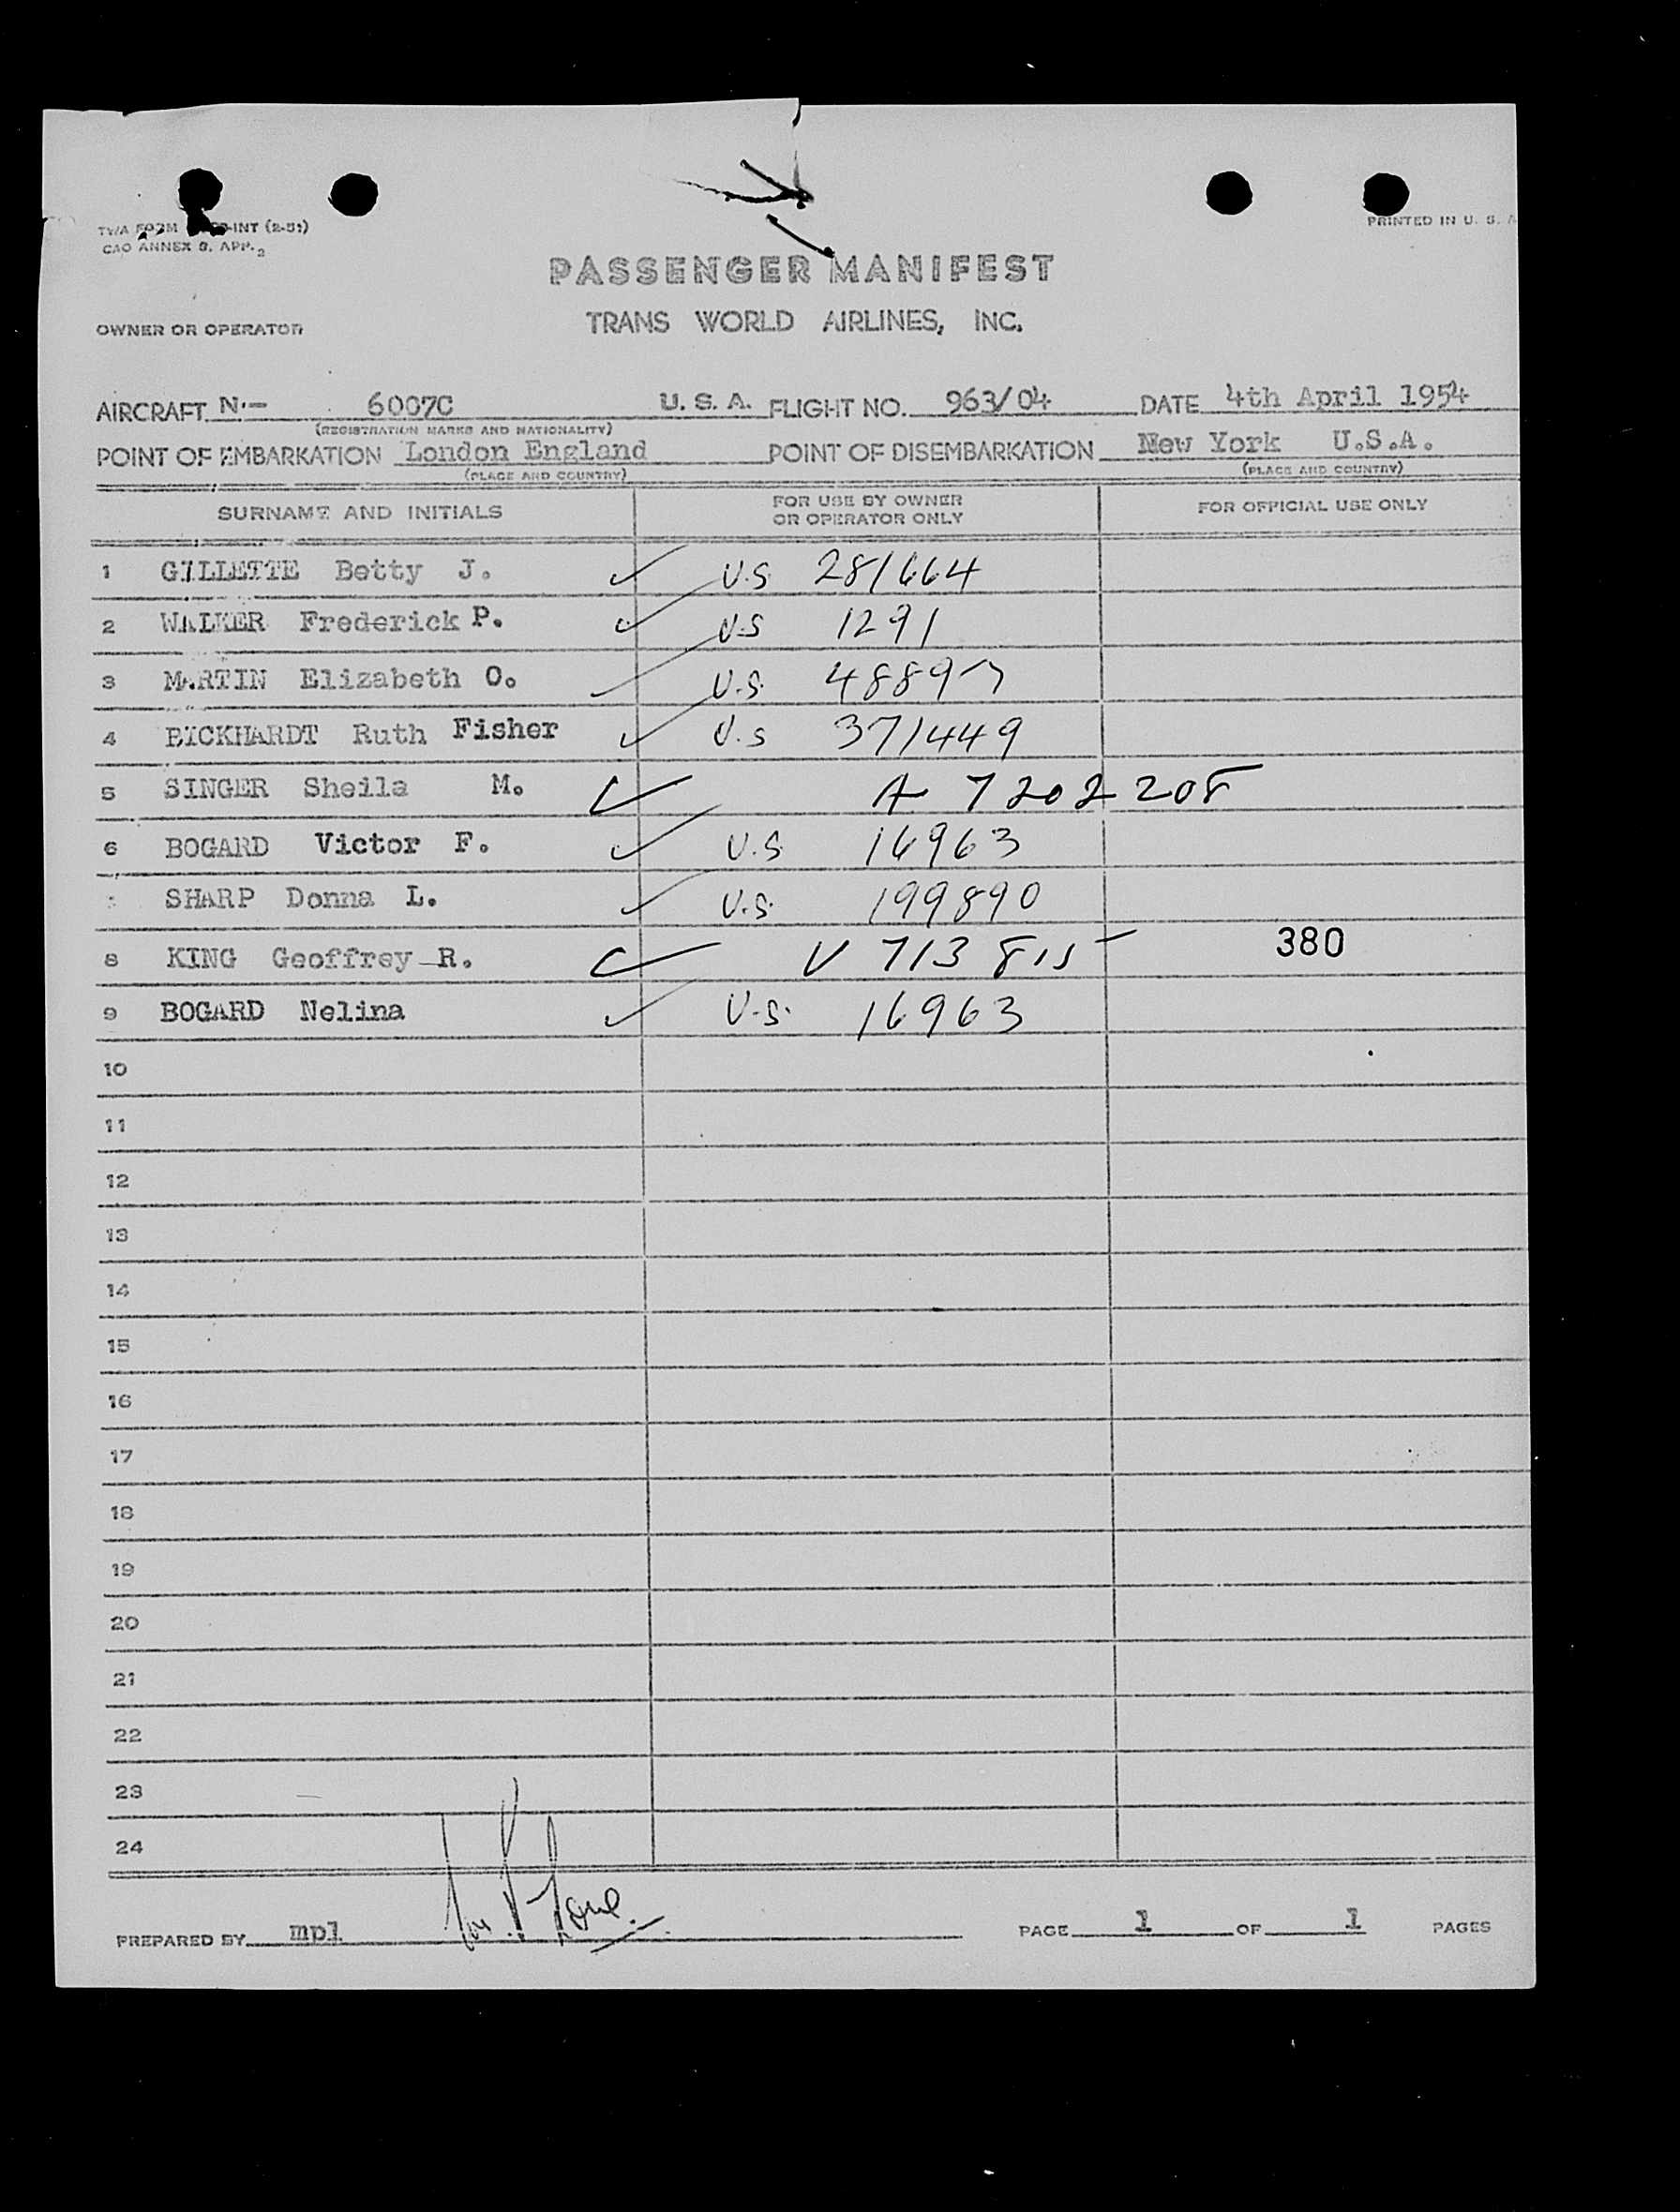 TWA FORM -INT (2-51)
CAO ANNEX 9, APP. 2
PRINTED IN U. S. A
PASSENGER MANIFEST
OWNER OR OPERATOR TRANS WORLD AIRLINES, INC.
AIRCRAFT N.- 6007C U. S. A. FLIGHT NO. 963/04 DATE 4th April 1954
(REGISTRATION MARKS AND NATIONALITY)
POINT OF EMBARKATION London England POINT OF DISEMBARKATION New York U.S.A.
(PLACE AND COUNTRY) (PLACE AND COUNTRY)
SURNAME AND INITIALS FOR USE BY OWNER OR OPERATOR ONLY FOR OFFICIAL USE ONLY
1 GILLETTE Betty J. ✓ U.S 281664
2 WALKER Frederick P. ✓ U.S 1291
3 MARTIN Elizabeth O. ✓ U.S. 48897
4 BICKHARDT Ruth Fisher ✓ U.S 371449
5 SINGER Sheila M. ✓ A 7202208
6 BOGARD Victor F. ✓ U.S. 16963
SHARP Donna L. ✓ U.S. 199890
8 KING Geoffrey R. ✓ V 713 815 380
9 BOGARD Nelina ✓ U.S. 16963
10
11
12
13
14
15
16
17
18
19
20
21
22
23
24
PREPARED BY mpl PAGE 1 OF 1 PAGES